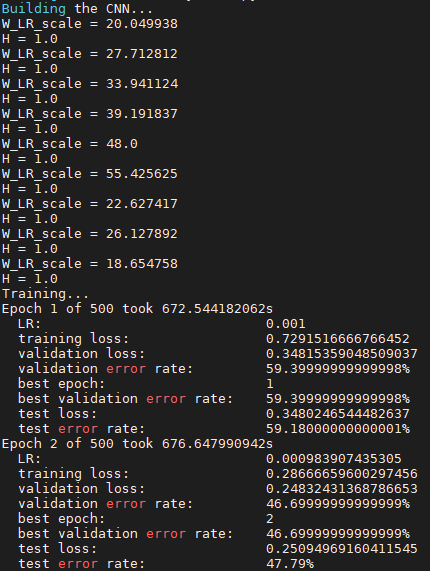 Building the CNN...
W_LR_scale = 20.049938
H = 1.0
W_LR_scale = 27.712812
H = 1.0
W_LR_scale = 33.941124
H = 1.0
W_LR_scale = 39.191837
H = 1.0
W_LR_scale = 48.0
H = 1.0
W_LR_scale = 55.425625
H = 1.0
W_LR_scale = 22.627417
H = 1.0
W_LR_scale = 26.127892
H = 1.0
W_LR_scale = 18.654758
H = 1.0
Training...
Epoch 1 of 500 took 672.544182062s
LR: 0.001
training loss: 0.7291516666766452
validation loss: 0.34815359048509037
validation error rate: 59.39999999999998%
best epoch: 1
best validation error rate: 59.39999999999998%
test loss: 0.3480246544482637
test error rate: 59.18000000000001%
Epoch 2 of 500 took 676.647990942s
LR: 0.000983907435305
training loss: 0.28666659600297456
validation loss: 0.24832431368786653
validation error rate: 46.69999999999999%
best epoch: 2
best validation error rate: 46.69999999999999%
test loss: 0.25094969160411545
test error rate: 47.79%